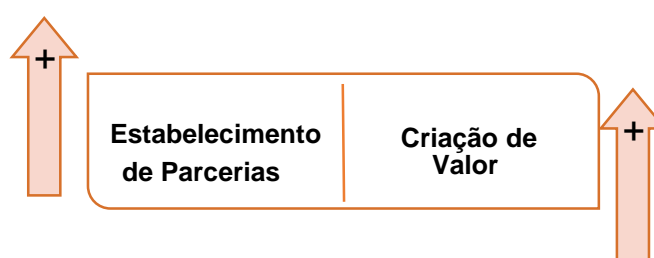 +
Estabelecimento
de Parcerias
Criação de
Valor
+